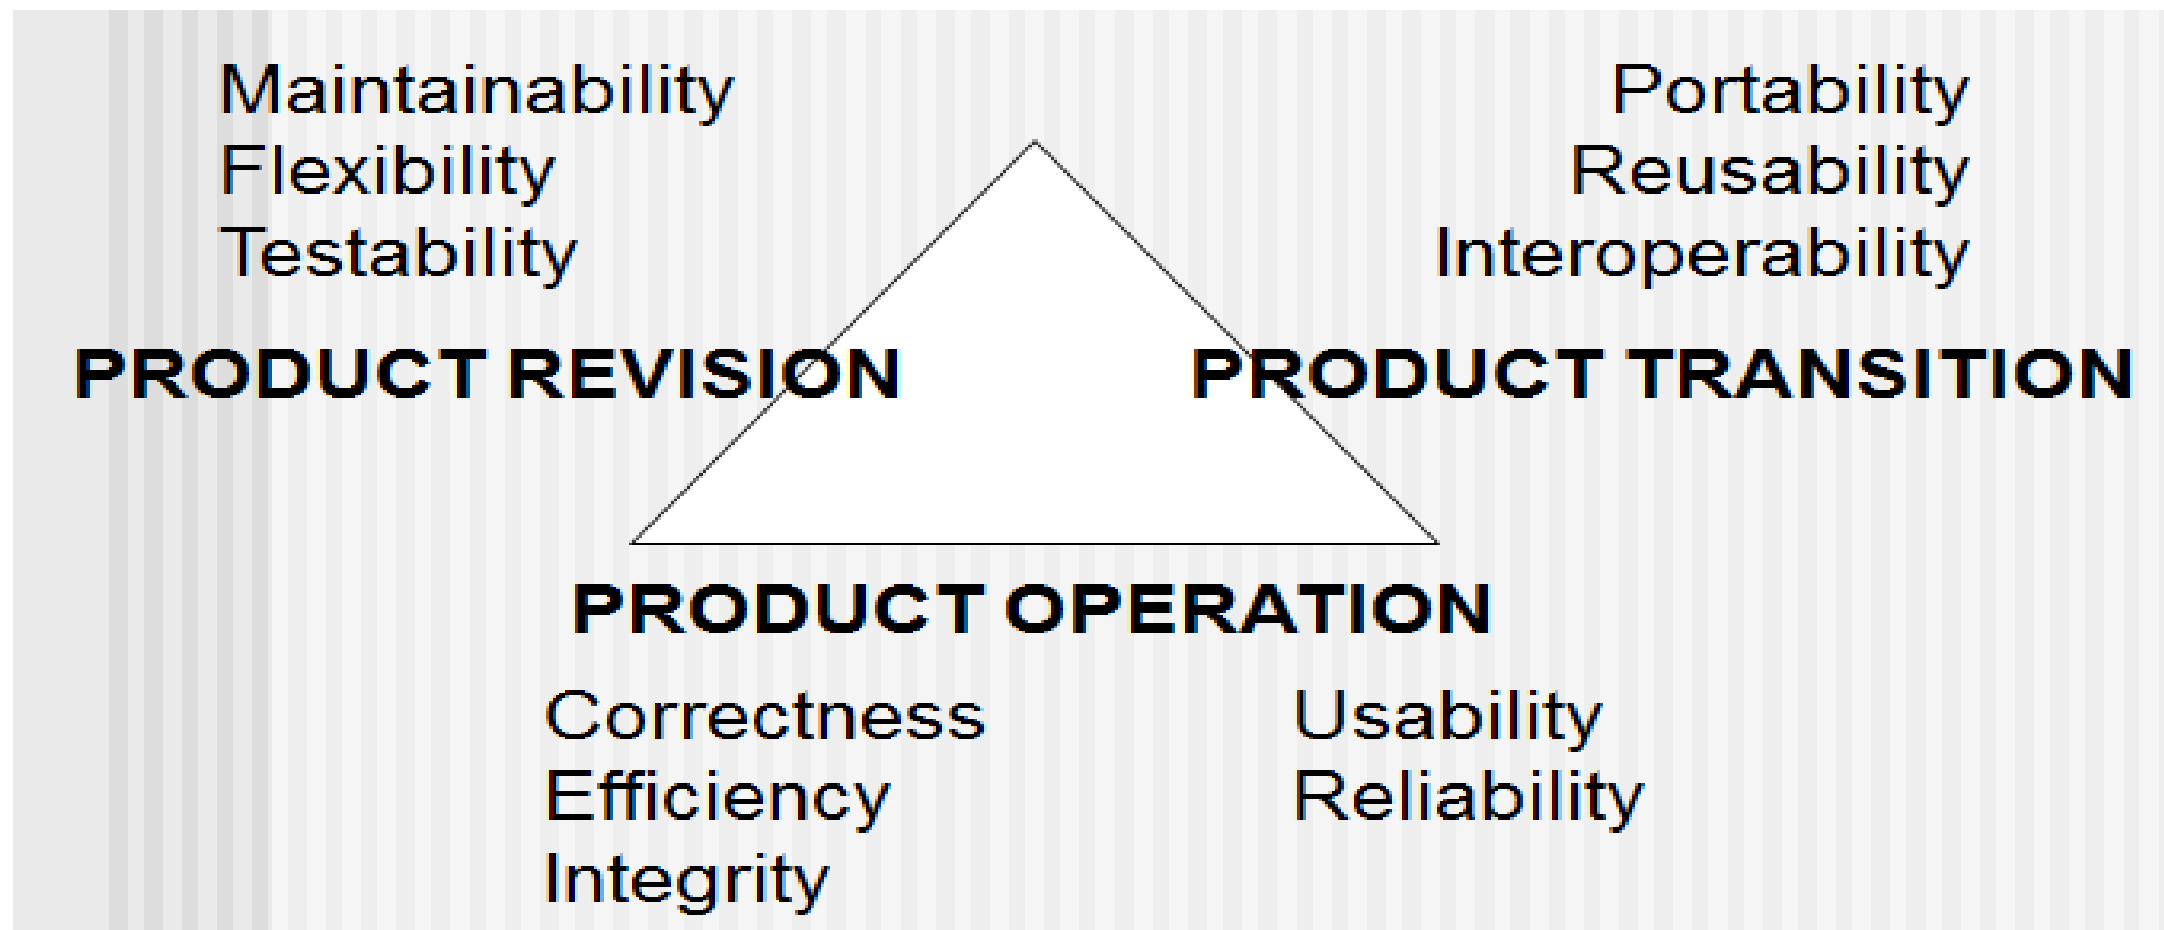 Maintainability
Flexibility
Testability
Portability
Reusability
Interoperability
PRODUCT REVISION
PRODUCT TRANSITION
PRODUCT OPERATION
Correctness
Efficiency
Integrity
Usability
Reliability